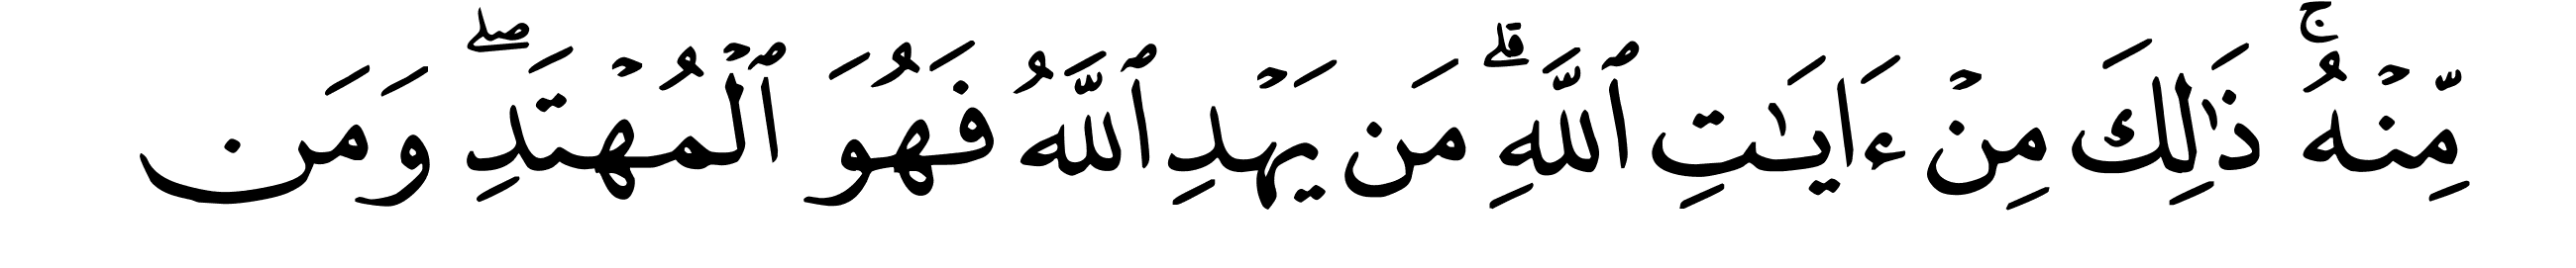 مِّنْهُۚ ذَٰلِكَ مِنْ ءَايَٰتِ ٱللَّهِۗ مَن يَهْدِ ٱللَّهُ فَهُوَ ٱلْمُهْتَدِۖ وَمَن